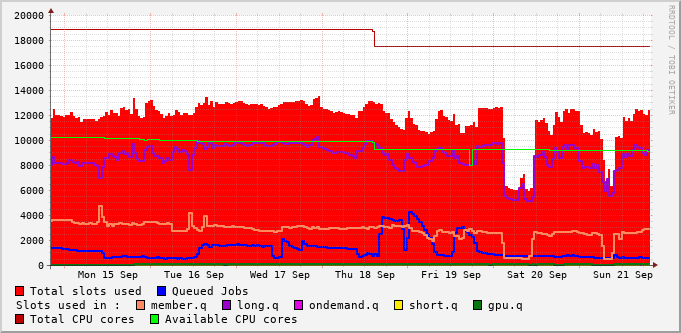 20000
18000
16000
14000
12000
10000
8000
6000
4000
2000
0
Mon 15 Sep Tue 16 Sep Wed 17 Sep Thu 18 Sep Fri 19 Sep Sat 20 Sep Sun 21 Sep
Total slots used Queued Jobs
Slots used in : member.q long.q ondemand.q short.q gpu.q
Total CPU cores Available CPU cores
RRDTOOL / TOBI OETIKER